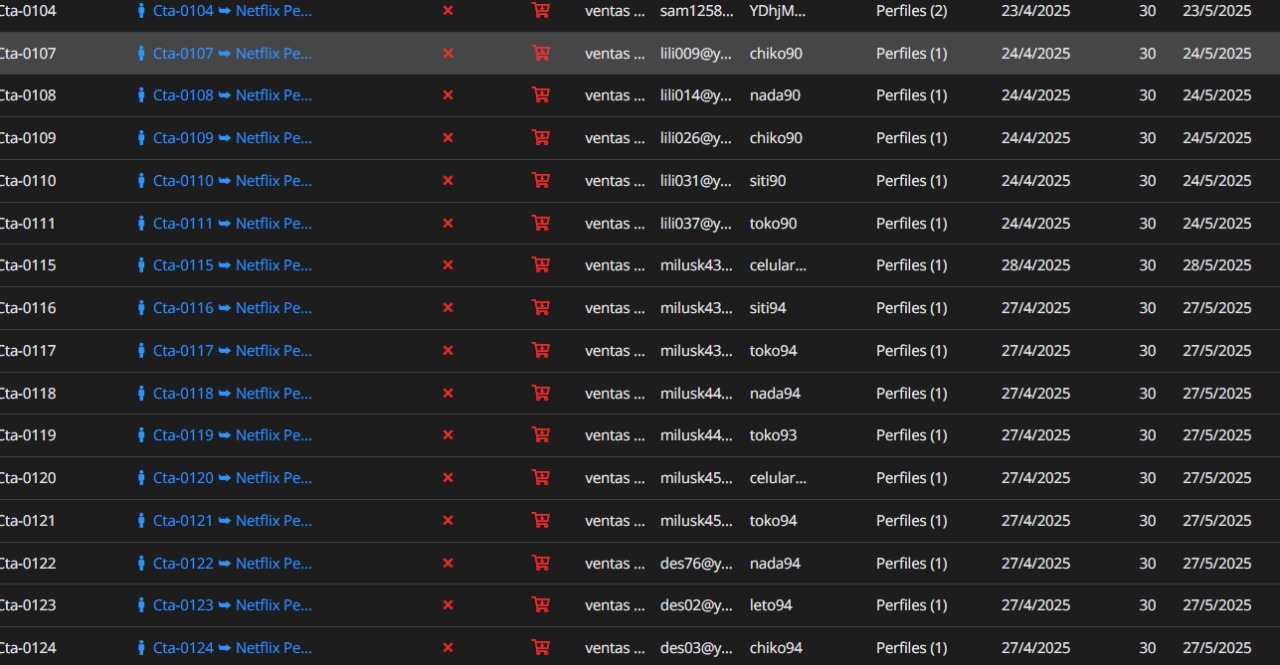 Cta-0104 Cta-0104 ➥ Netflix Pe... × ventas ... sam1258... YDhjM... Perfiles (2) 23/4/2025 30 23/5/2025
Cta-0107 Cta-0107 ➥ Netflix Pe... × ventas ... lili009@y... chiko90 Perfiles (1) 24/4/2025 30 24/5/2025
Cta-0108 Cta-0108 ➥ Netflix Pe... × ventas ... lili014@y... nada90 Perfiles (1) 24/4/2025 30 24/5/2025
Cta-0109 Cta-0109 ➥ Netflix Pe... × ventas ... lili026@y... chiko90 Perfiles (1) 24/4/2025 30 24/5/2025
Cta-0110 Cta-0110 ➥ Netflix Pe... × ventas ... lili031@y... siti90 Perfiles (1) 24/4/2025 30 24/5/2025
Cta-0111 Cta-0111 ➥ Netflix Pe... × ventas ... lili037@y... toko90 Perfiles (1) 24/4/2025 30 24/5/2025
Cta-0115 Cta-0115 ➥ Netflix Pe... × ventas ... milusk43... celular... Perfiles (1) 28/4/2025 30 28/5/2025
Cta-0116 Cta-0116 ➥ Netflix Pe... × ventas ... milusk43... siti94 Perfiles (1) 27/4/2025 30 27/5/2025
Cta-0117 Cta-0117 ➥ Netflix Pe... × ventas ... milusk43... toko94 Perfiles (1) 27/4/2025 30 27/5/2025
Cta-0118 Cta-0118 ➥ Netflix Pe... × ventas ... milusk44... nada94 Perfiles (1) 27/4/2025 30 27/5/2025
Cta-0119 Cta-0119 ➥ Netflix Pe... × ventas ... milusk44... toko93 Perfiles (1) 27/4/2025 30 27/5/2025
Cta-0120 Cta-0120 ➥ Netflix Pe... × ventas ... milusk45... celular... Perfiles (1) 27/4/2025 30 27/5/2025
Cta-0121 Cta-0121 ➥ Netflix Pe... × ventas ... milusk45... toko94 Perfiles (1) 27/4/2025 30 27/5/2025
Cta-0122 Cta-0122 ➥ Netflix Pe... × ventas ... des76@y... nada94 Perfiles (1) 27/4/2025 30 27/5/2025
Cta-0123 Cta-0123 ➥ Netflix Pe... × ventas ... des02@y... leto94 Perfiles (1) 27/4/2025 30 27/5/2025
Cta-0124 Cta-0124 ➥ Netflix Pe... × ventas ... des03@y... chiko94 Perfiles (1) 27/4/2025 30 27/5/2025